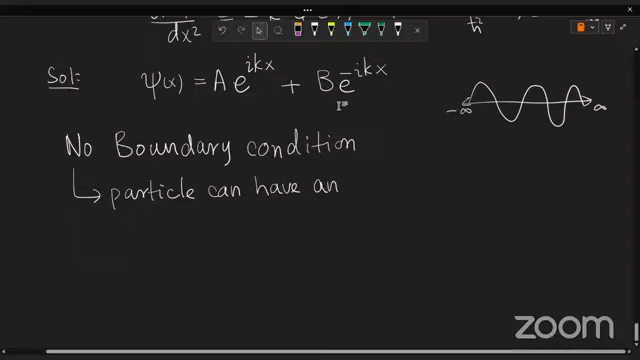 dx²
ħ²
Sol:
ψ(x) = A e^{ikx} + B e^{-ikx}
-∞ ∞
No Boundary condition
↳ particle can have an
zoom